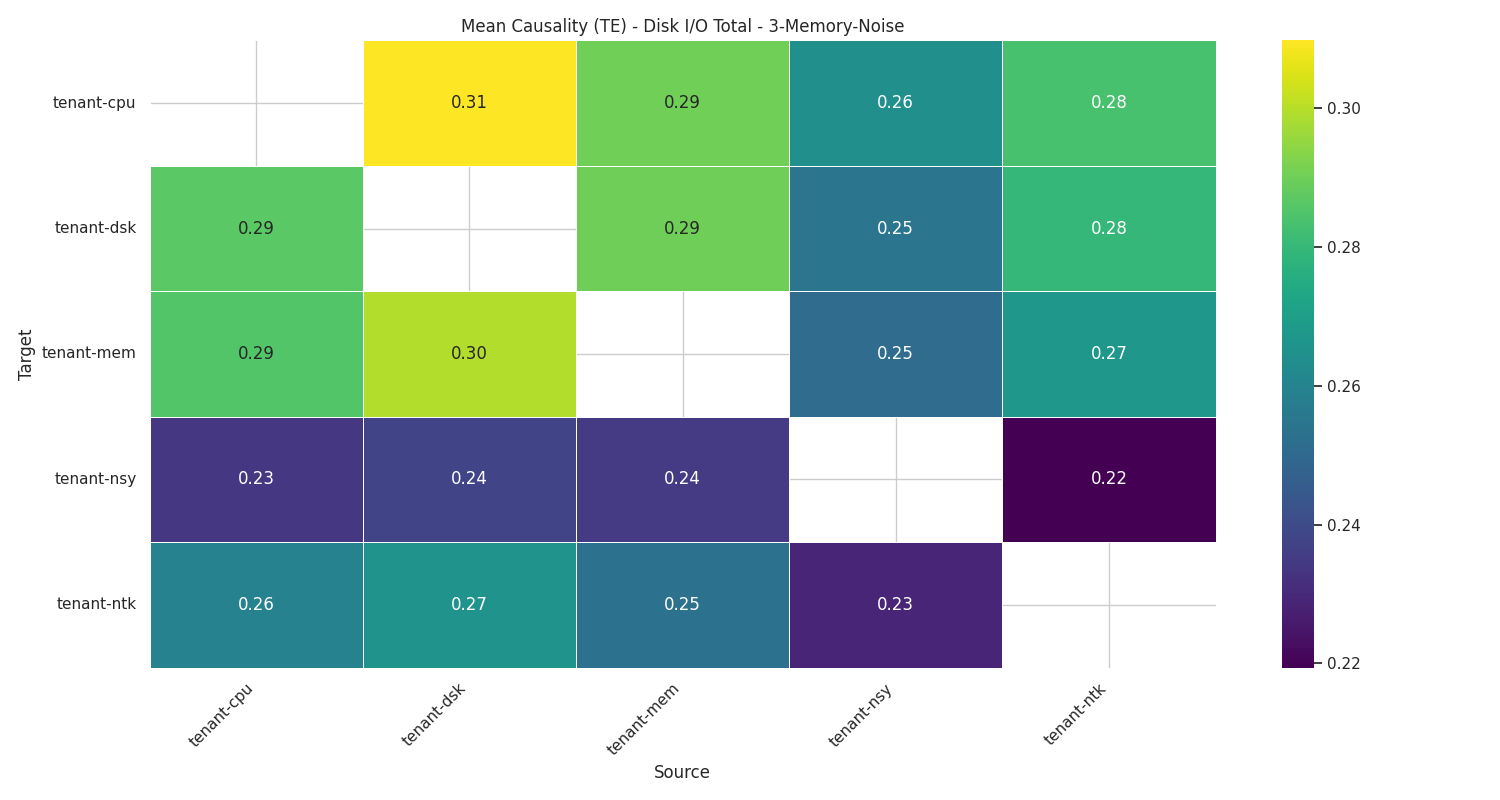 Mean Causality (TE) - Disk I/O Total - 3-Memory-Noise
tenant-cpu 0.31 0.29 0.26 0.28
tenant-dsk 0.29 0.29 0.25 0.28
tenant-mem 0.29 0.30 0.25 0.27
tenant-nsy 0.23 0.24 0.24 0.22
tenant-ntk 0.26 0.27 0.25 0.23
Target
tenant-cpu tenant-dsk tenant-mem tenant-nsy tenant-ntk
Source
0.30
0.28
0.26
0.24
0.22